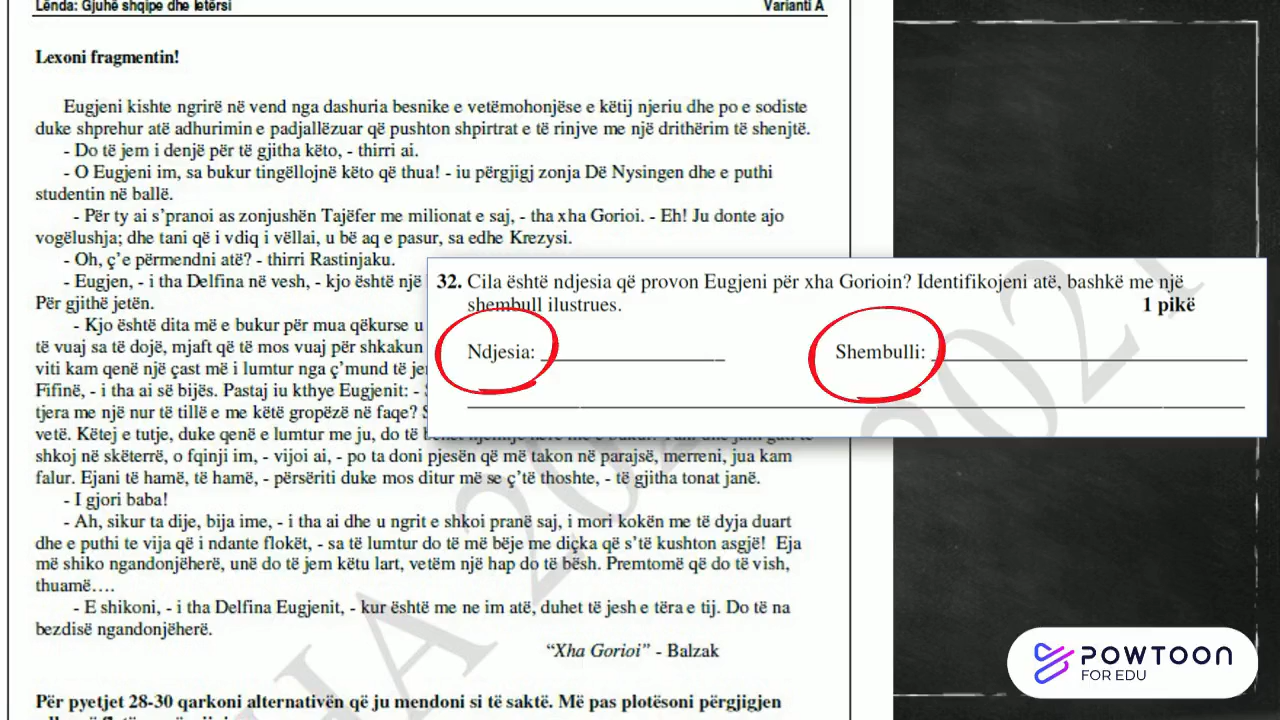 Lënda: Gjuhë shqipe dhe letërsi Varianti A
Lexoni fragmentin!
Eugjeni kishte ngrirë në vend nga dashuria besnike e vetëmohonjëse e këtij njeriu dhe po e sodiste
duke shprehur atë adhurimin e padjallëzuar që pushton shpirtrat e të rinjve me një drithërim të shenjtë.
- Do të jem i denjë për të gjitha këto, - thirri ai.
- O Eugjeni im, sa bukur tingëllojnë këto që thua! - iu përgjigj zonja Dë Nysingen dhe e puthi
studentin në ballë.
- Për ty ai s’pranoi as zonjushën Tajëfer me milionat e saj, - tha xha Gorioi. - Eh! Ju donte ajo
vogëlushja; dhe tani që i vdiq i vëllai, u bë aq e pasur, sa edhe Krezysi.
- Oh, ç’e përmendni atë? - thirri Rastinjaku.
- Eugjen, - i tha Delfina në vesh, - kjo është një
Për gjithë jetën.
- Kjo është dita më e bukur për mua qëkurse u
të vuaj sa të dojë, mjaft që të mos vuaj për shkakun
viti kam qenë një çast më i lumtur nga ç’mund të je
Fifinë, - i tha ai së bijës. Pastaj iu kthye Eugjenit: -
tjera me një nur të tillë e me këtë gropëzë në faqe?
vetë. Këtej e tutje, duke qenë e lumtur me ju, do të
shkoj në skëterrë, o fqinji im, - vijoi ai, - po ta doni pjesën që më takon në parajsë, merreni, jua kam
falur. Ejani të hamë, të hamë, - përsëriti duke mos ditur më se ç’të thoshte, - të gjitha tonat janë.
- I gjori baba!
- Ah, sikur ta dije, bija ime, - i tha ai dhe u ngrit e shkoi pranë saj, i mori kokën me të dyja duart
dhe e puthi te vija që i ndante flokët, - sa të lumtur do të më bëje me diçka që s’të kushton asgjë! Eja
më shiko ngandonjëherë, unë do të jem këtu lart, vetëm një hap do të bësh. Premtomë që do të vish,
thuamë….
- E shikoni, - i tha Delfina Eugjenit, - kur është me ne im atë, duhet të jesh e tëra e tij. Do të na
bezdisë ngandonjëherë.
“Xha Gorioi” - Balzak
Për pyetjet 28-30 qarkoni alternativën që ju mendoni si të saktë. Më pas plotësoni përgjigjen
32. Cila është ndjesia që provon Eugjeni për xha Gorioin? Identifikojeni atë, bashkë me një
shembull ilustrues. 1 pikë
Ndjesia: Shembulli:
2021
POWTOON
FOR EDU